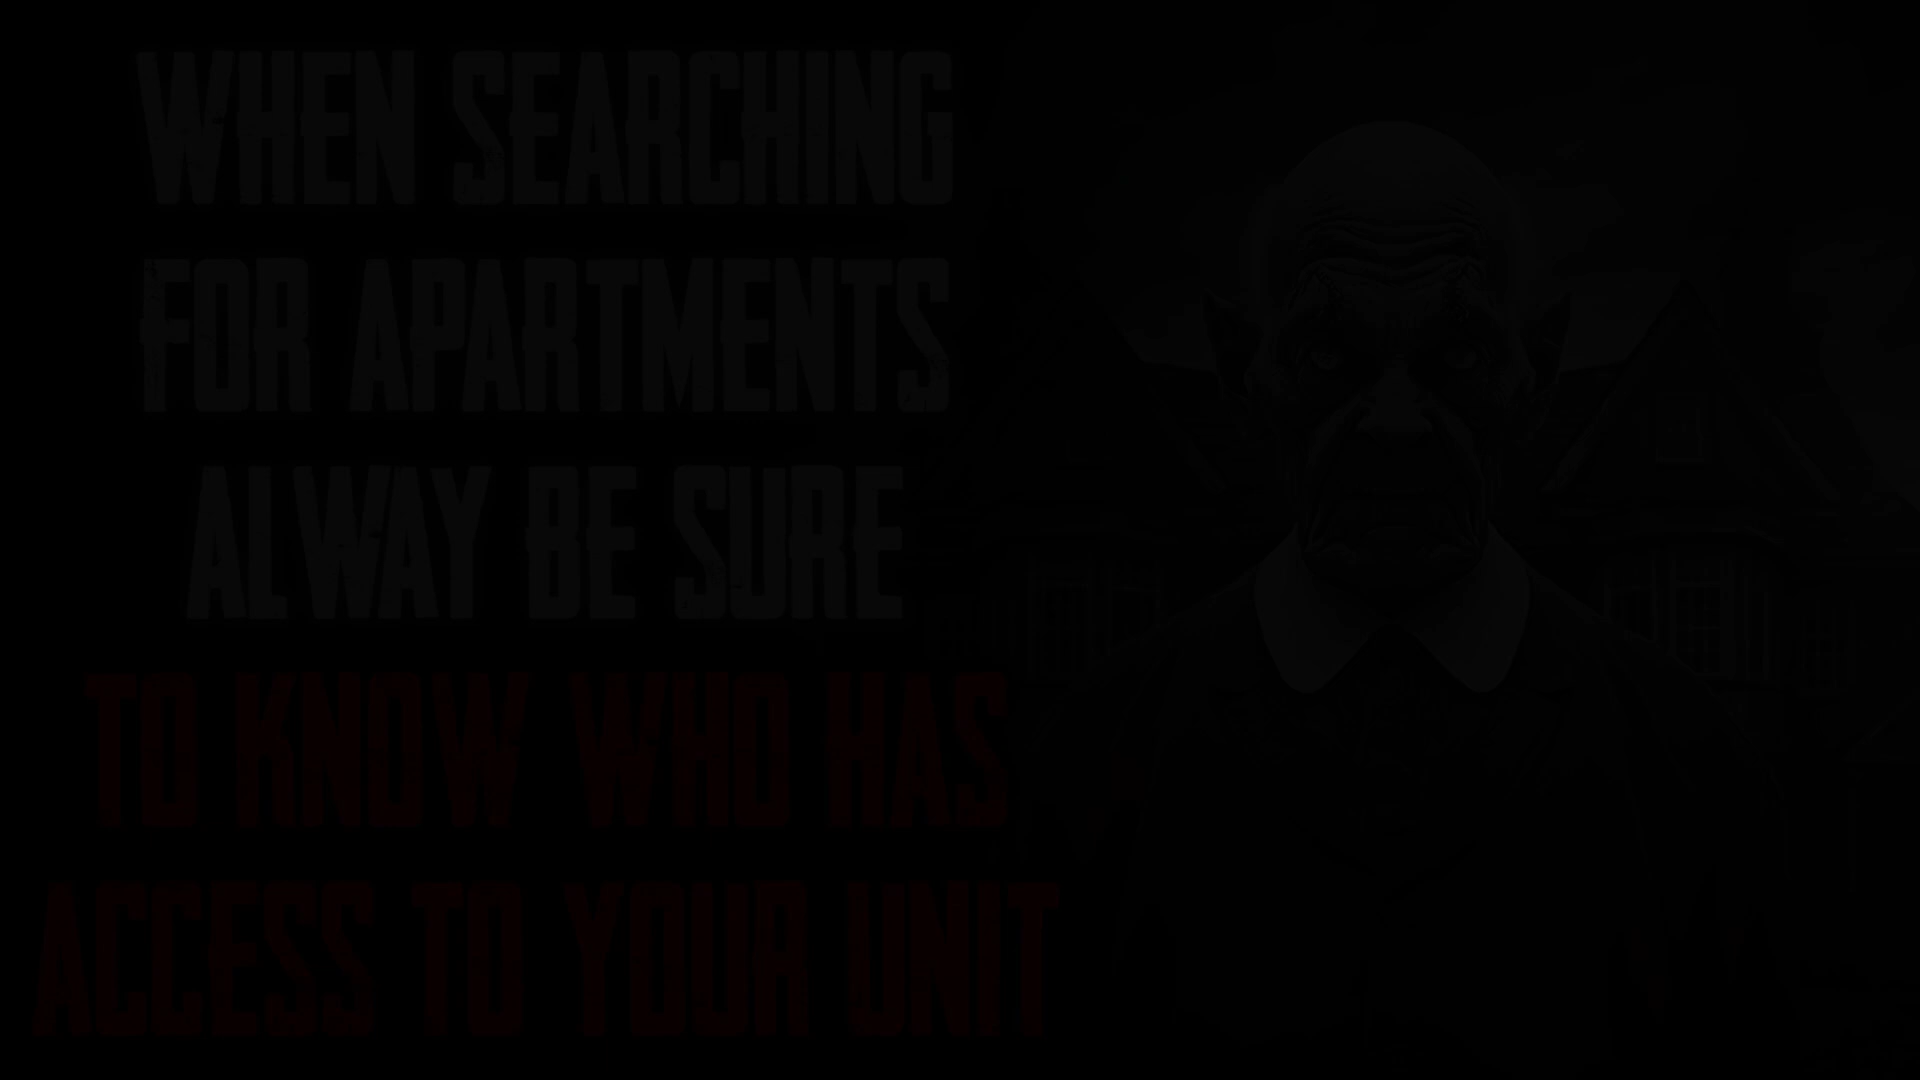 WHEN SEARCHING
FOR APARTMENTS
ALWAY BE SURE
TO KNOW WHO HAS
ACCESS TO YOUR UNIT